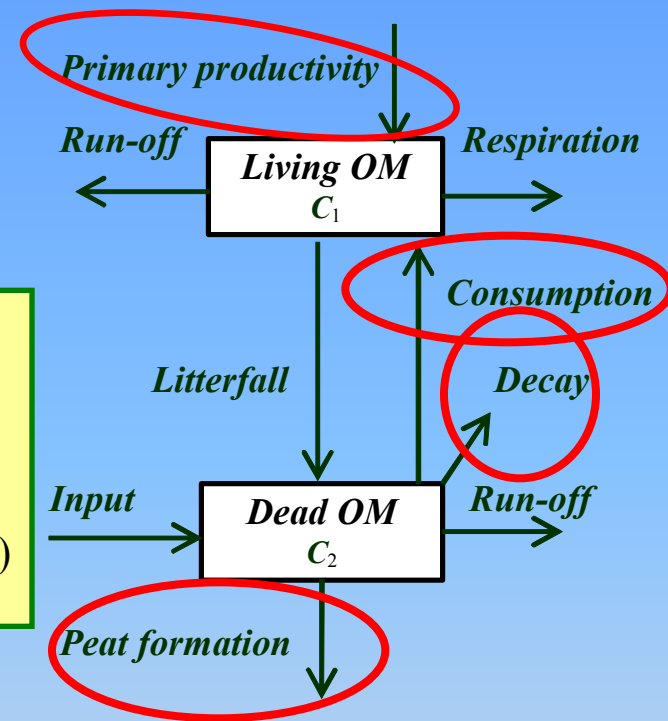 Primary productivity
Run-off
Respiration
Living OM
C₁
Consumption
Litterfall
Decay
Input
Dead OM
Run-off
C₂
)
Peat formation